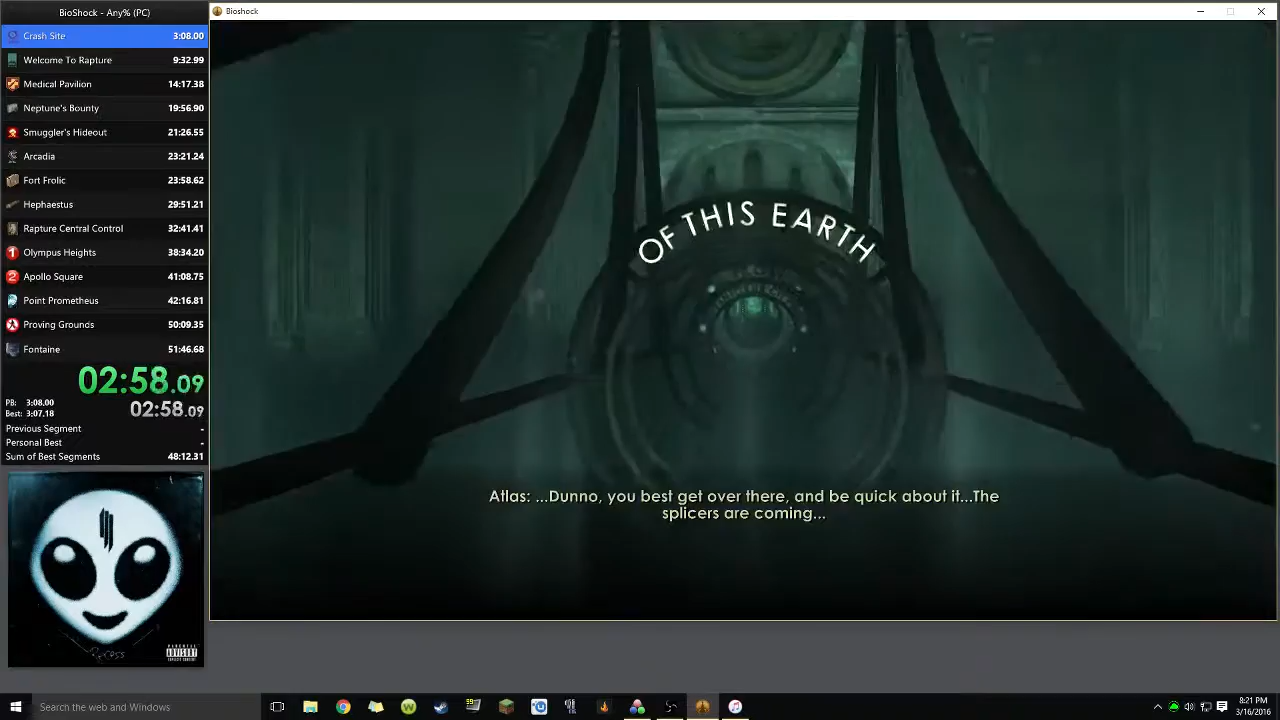 BioShock - Any% (PC)
Crash Site 3:08.00
Welcome To Rapture 9:32.99
Medical Pavilion 14:17.38
Neptune's Bounty 19:56.90
Smuggler's Hideout 21:26.55
Arcadia 23:21.24
Fort Frolic 23:58.62
Hephaestus 29:51.21
Rapture Central Control 32:41.41
Olympus Heights 38:34.20
Apollo Square 41:08.75
Point Prometheus 42:16.81
Proving Grounds 50:09.35
Fontaine 51:46.68
02:58.09
PB: 3:08.00
Best: 3:07.18
02:58.09
Previous Segment -
Personal Best -
Sum of Best Segments 48:12.31
PARENTAL
ADVISORY
EXPLICIT CONTENT
Bioshock
OF THIS EARTH
Atlas: ...Dunno, you best get over there, and be quick about it...The
splicers are coming...
Search the web and Windows
8:21 PM
3/16/2016